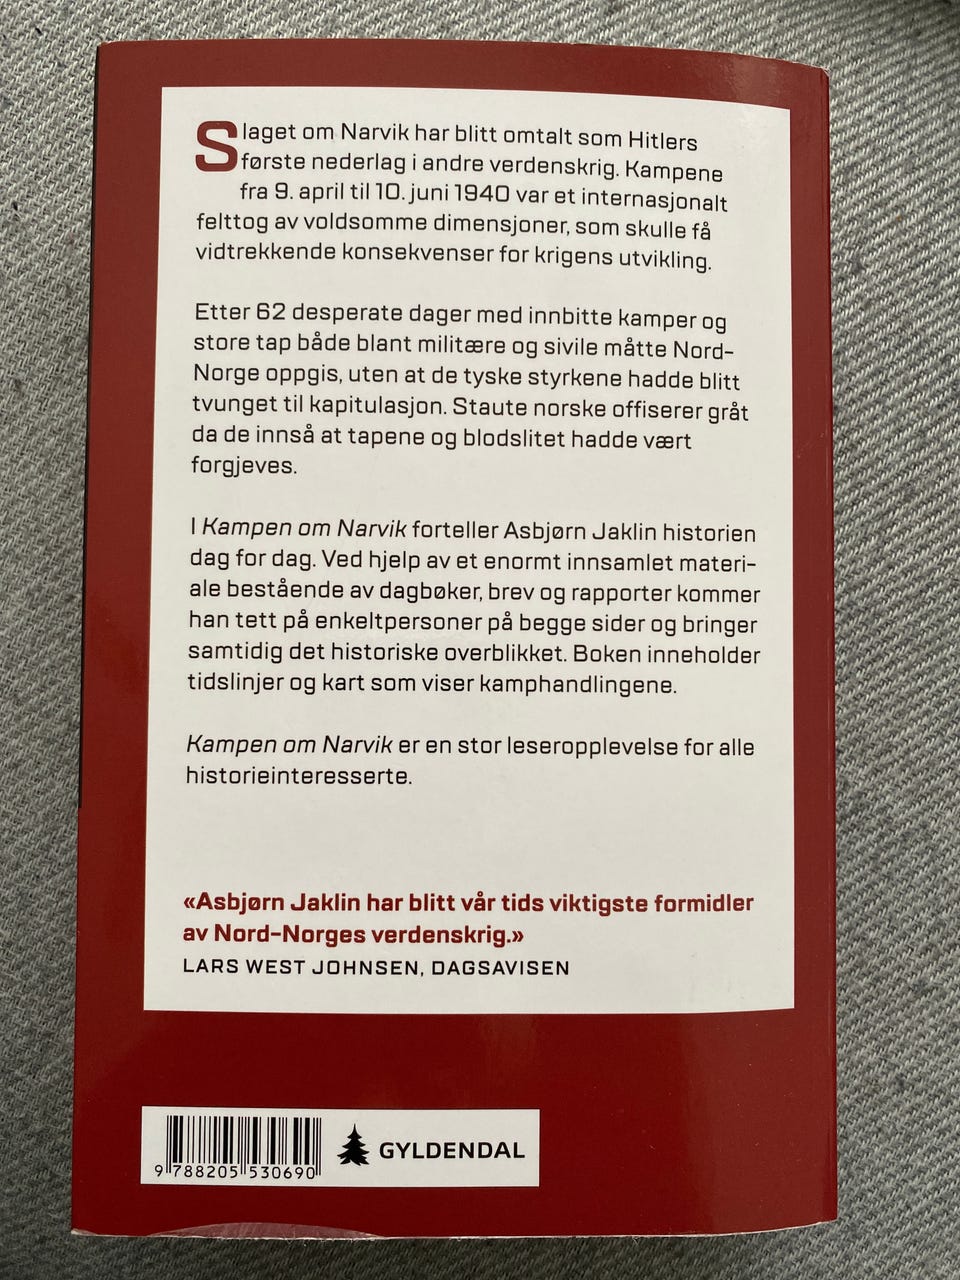 Slaget om Narvik har blitt omtalt som Hitlers
første nederlag i andre verdenskrig. Kampene
fra 9. april til 10. juni 1940 var et internasjonalt
felttog av voldsomme dimensjoner, som skulle få
vidtrekkende konsekvenser for krigens utvikling.
Etter 62 desperate dager med innbitte kamper og
store tap både blant militære og sivile måtte Nord-
Norge oppgis, uten at de tyske styrkene hadde blitt
tvunget til kapitulasjon. Staute norske offiserer gråt
da de innså at tapene og blodslitet hadde vært
forgjeves.
I Kampen om Narvik forteller Asbjørn Jaklin historien
dag for dag. Ved hjelp av et enormt innsamlet materi-
ale bestående av dagbøker, brev og rapporter kommer
han tett på enkeltpersoner på begge sider og bringer
samtidig det historiske overblikket. Boken inneholder
tidslinjer og kart som viser kamphandlingene.
Kampen om Narvik er en stor leseropplevelse for alle
historieinteresserte.
«Asbjørn Jaklin har blitt vår tids viktigste formidler
av Nord-Norges verdenskrig.»
LARS WEST JOHNSEN, DAGSAVISEN
9 788205 530690
GYLDENDAL